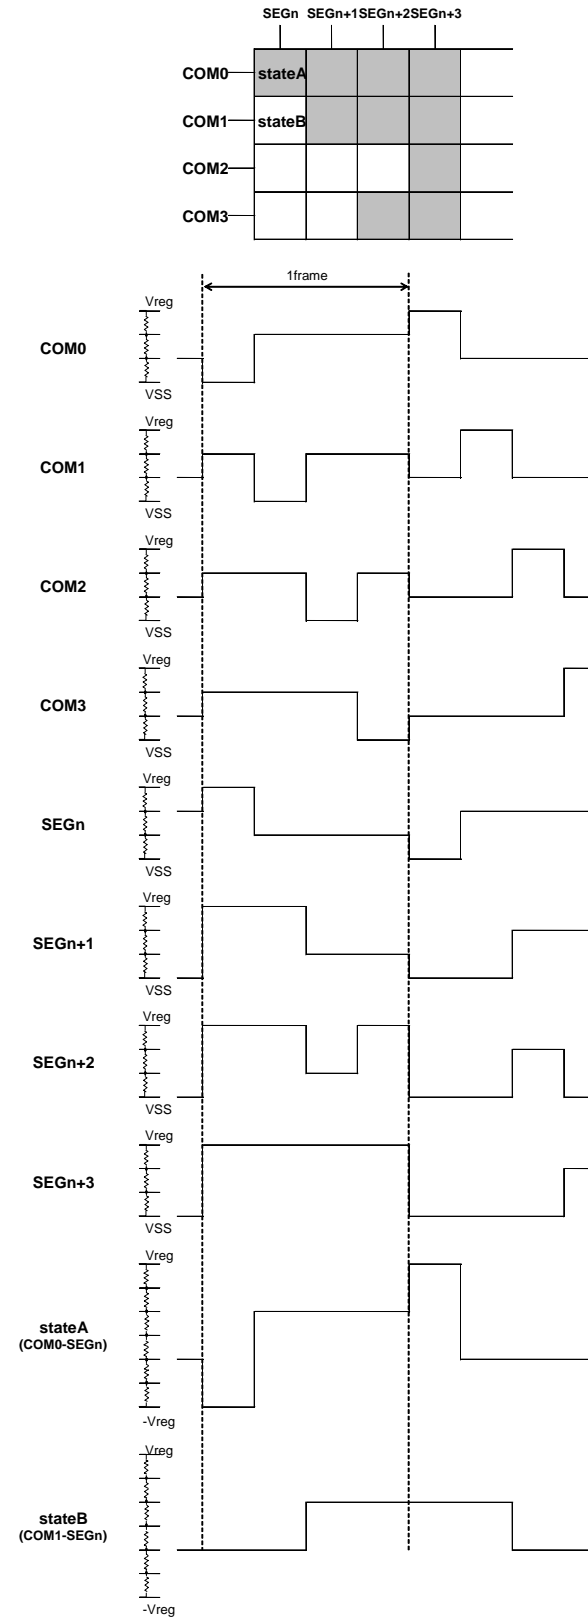 SEGn SEGn+1 SEGn+2 SEGn+3
COM0 stateA
COM1 stateB
COM2
COM3
1frame
Vreg
COM0
VSS
Vreg
COM1
VSS
Vreg
COM2
VSS
Vreg
COM3
VSS
Vreg
SEGn
VSS
Vreg
SEGn+1
VSS
Vreg
SEGn+2
VSS
Vreg
SEGn+3
VSS
Vreg
stateA
(COM0-SEGn)
-Vreg
Vreg
stateB
(COM1-SEGn)
-Vreg